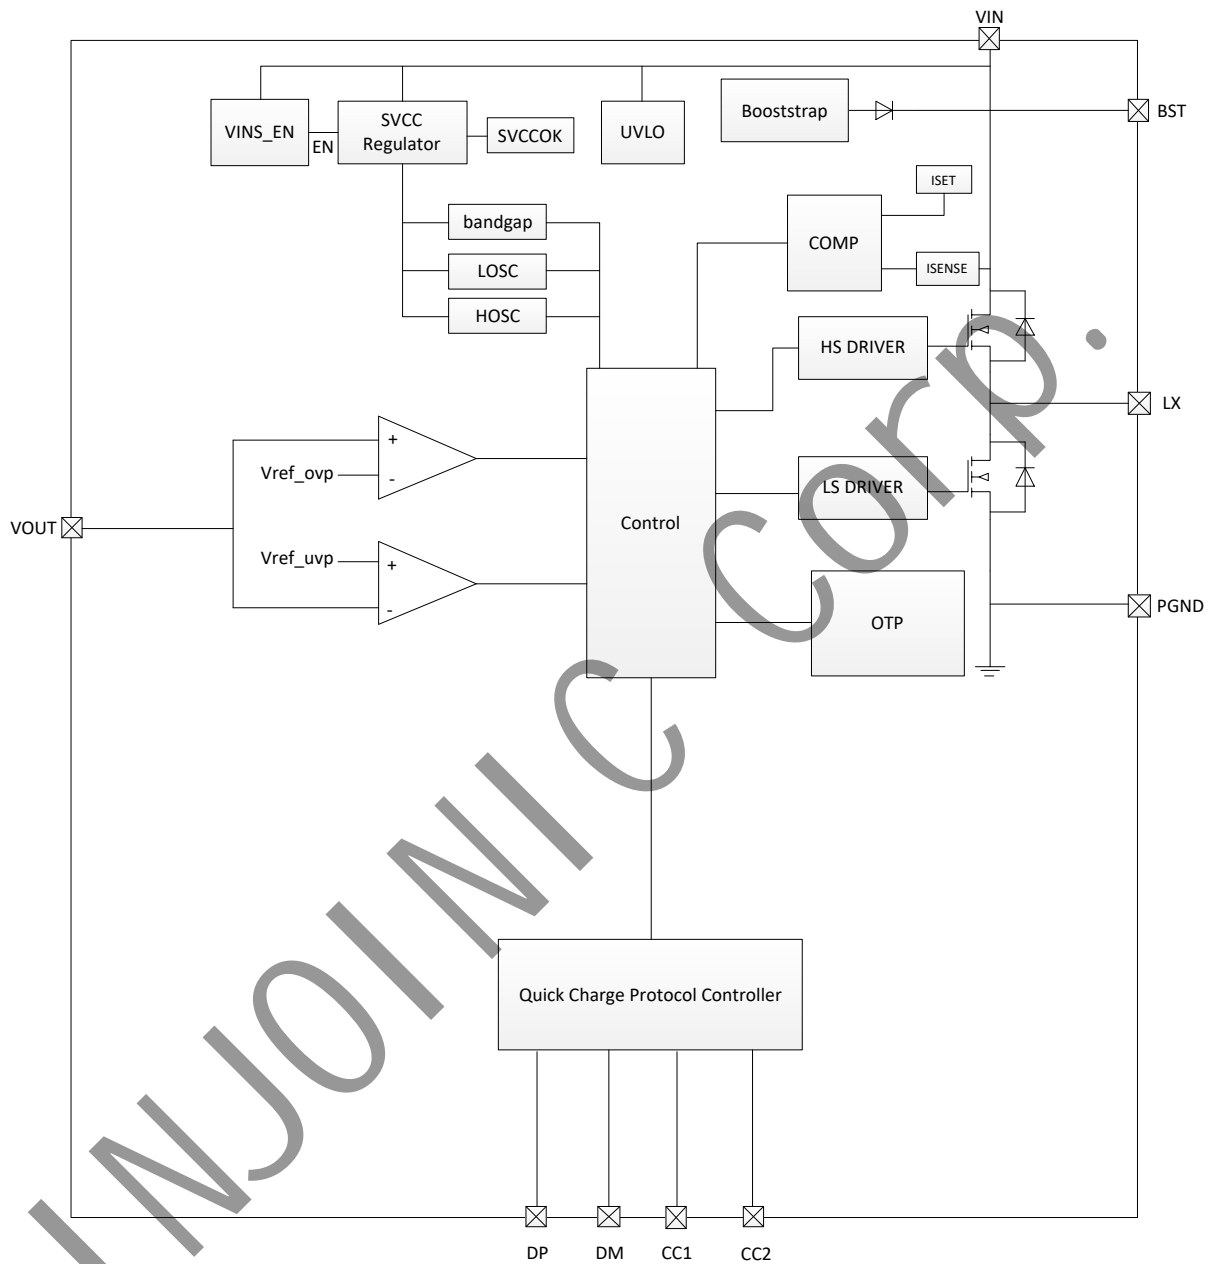 VIN
VINS_EN
EN
SVCC
Regulator
SVCCOK
UVLO
Booststrap
BST
bandgap
LOSC
HOSC
COMP
ISET
ISENSE
HS DRIVER
LX
+
Vref_ovp
-
LS DRIVER
Control
VOUT
Vref_uvp
+
-
OTP
PGND
Quick Charge Protocol Controller
DP
DM
CC1
CC2
INJOINIC Corp.